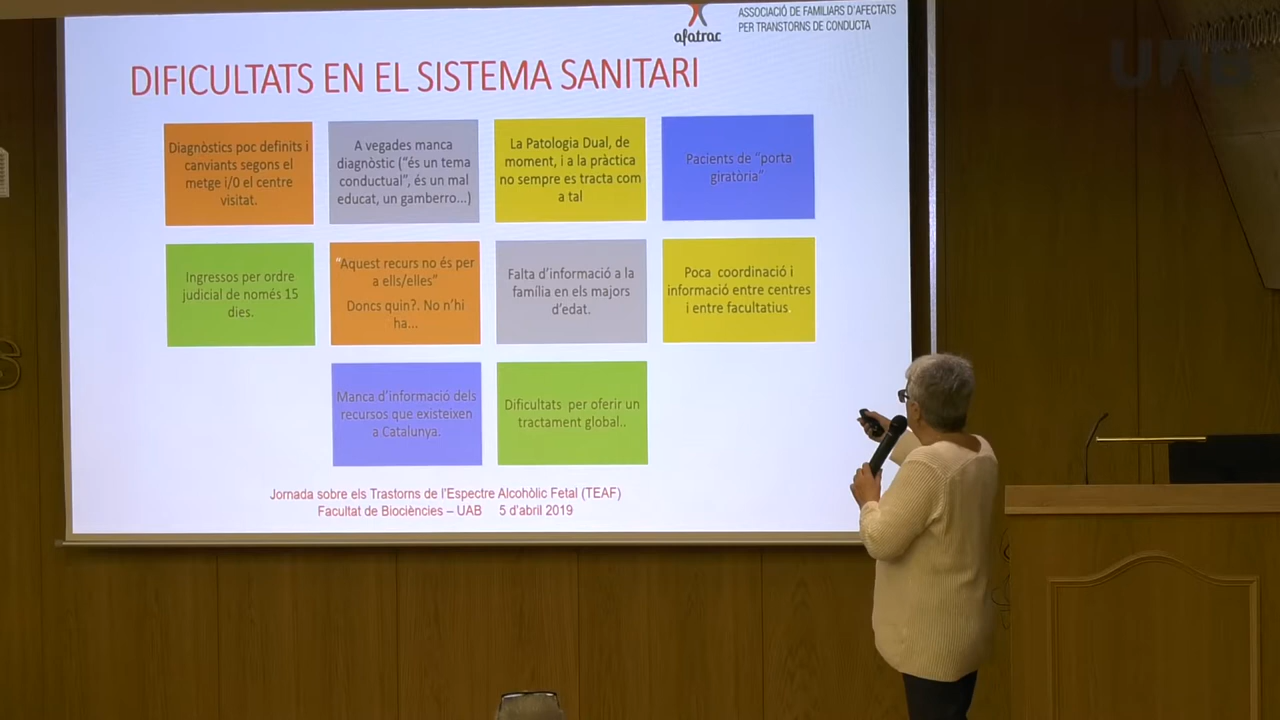 afatrac
ASSOCIACIÓ DE FAMILIARS D'AFECTATS
PER TRANSTORNS DE CONDUCTA
UAB
DIFICULTATS EN EL SISTEMA SANITARI
Diagnòstics poc definits i
canviants segons el
metge i/0 el centre
visitat.
A vegades manca
diagnòstic ("és un tema
conductual", és un mal
educat, un gamberro...)
La Patologia Dual, de
moment, i a la pràctica
no sempre es tracta com
a tal
Pacients de "porta
giratòria"
Ingressos per ordre
judicial de només 15
dies.
"Aquest recurs no és per
a ells/elles"
Doncs quin?. No n'hi
ha...
Falta d'informació a la
família en els majors
d'edat.
Poca coordinació i
informació entre centres
i entre facultatius.
Manca d'informació dels
recursos que existeixen
a Catalunya.
Dificultats per oferir un
tractament global..
Jornada sobre els Trastorns de l'Espectre Alcohòlic Fetal (TEAF)
Facultat de Biociències – UAB 5 d'abril 2019